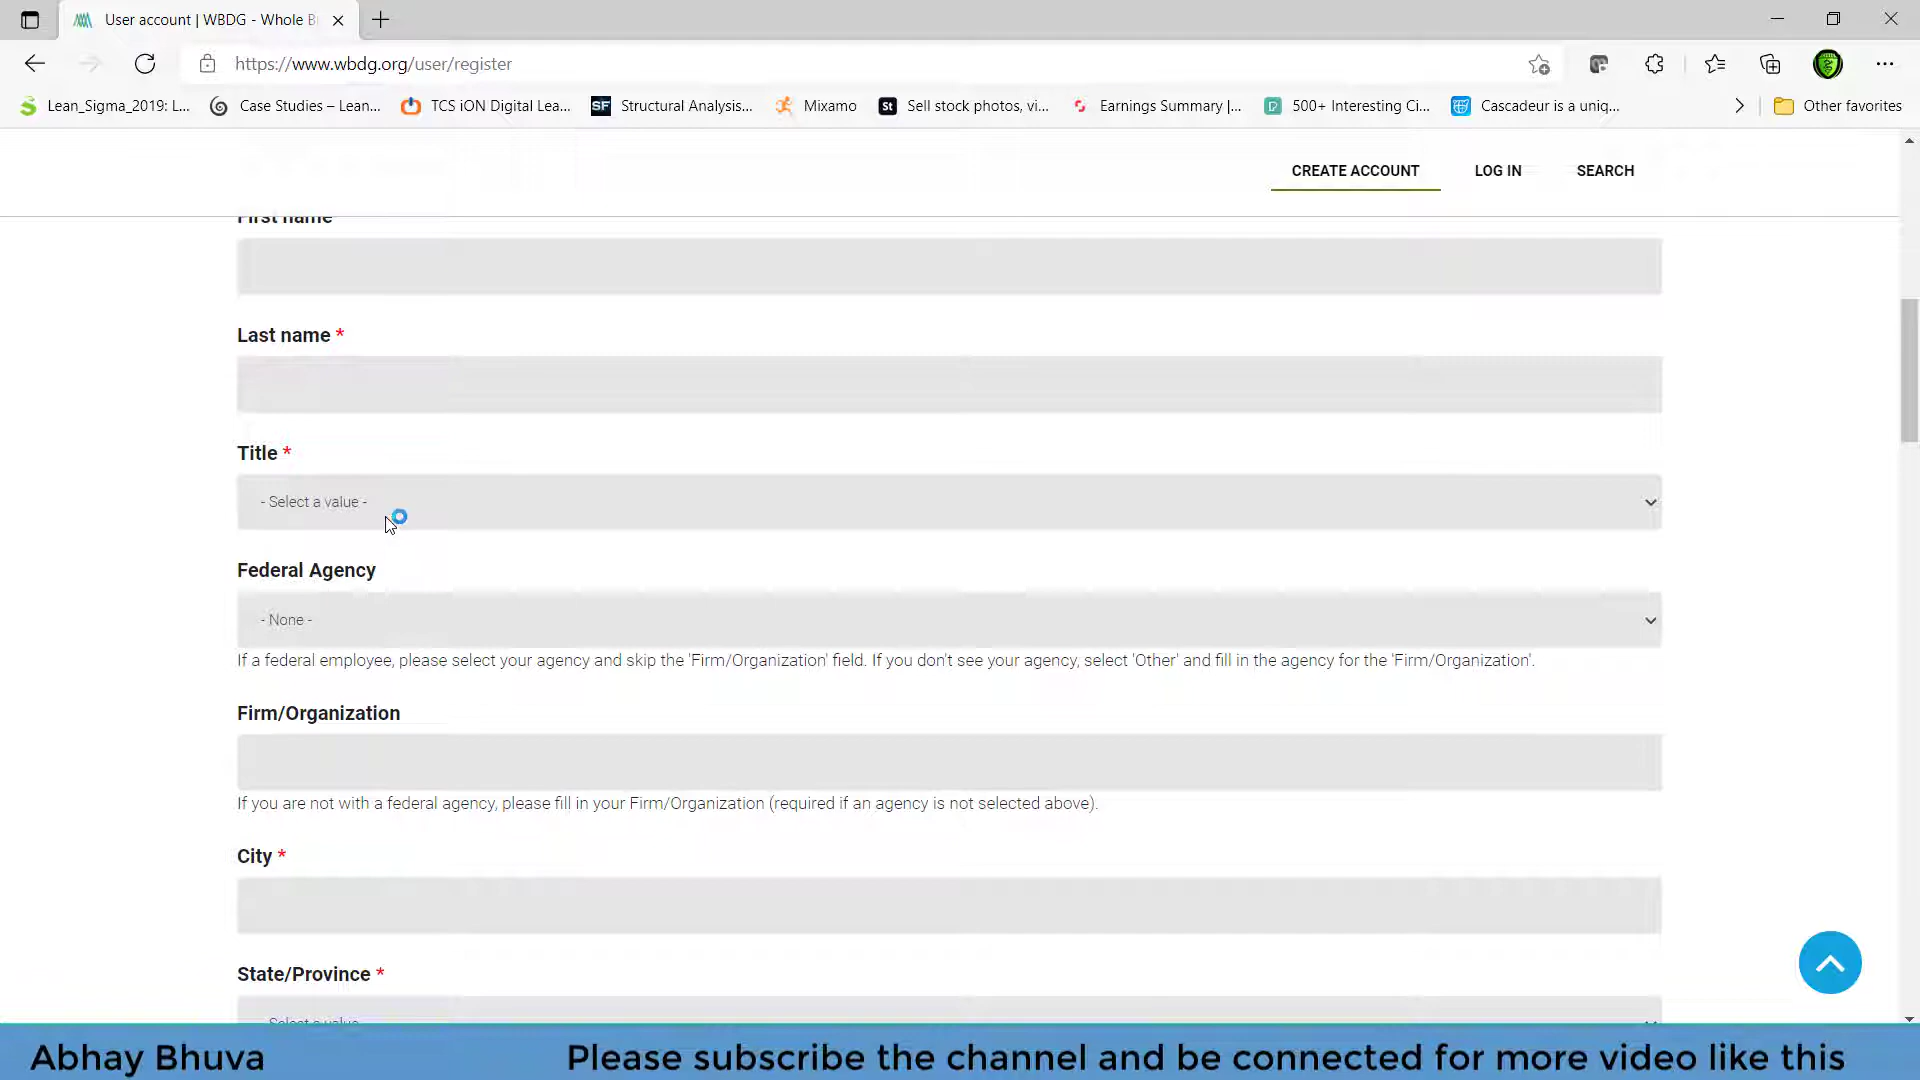 User account | WBDG - Whole B
https://www.wbdg.org/user/register
Lean_Sigma_2019: L...
Case Studies – Lean...
TCS iON Digital Lea...
SF
Structural Analysis...
Mixamo
St
Sell stock photos, vi...
Earnings Summary |...
500+ Interesting Ci...
Cascadeur is a uniq...
Other favorites
CREATE ACCOUNT
LOG IN
SEARCH
First name
Last name *
Title *
- Select a value -
Federal Agency
- None -
If a federal employee, please select your agency and skip the 'Firm/Organization' field. If you don't see your agency, select 'Other' and fill in the agency for the 'Firm/Organization'.
Firm/Organization
If you are not with a federal agency, please fill in your Firm/Organization (required if an agency is not selected above).
City *
State/Province *
- Select a value -
Abhay Bhuva
Please subscribe the channel and be connected for more video like this